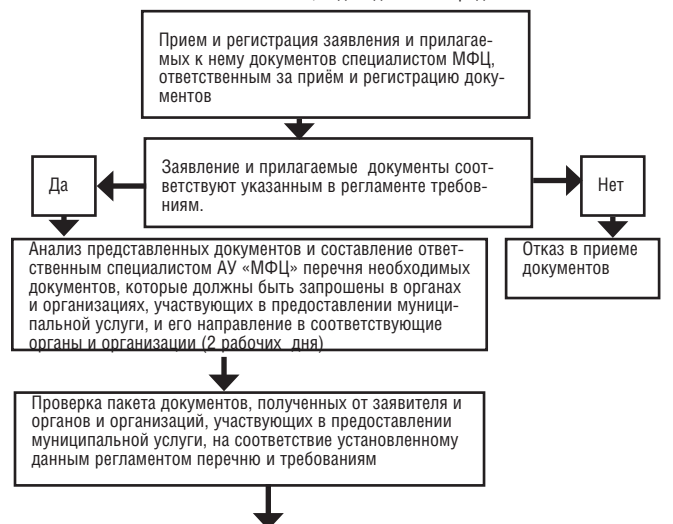 Прием и регистрация заявления и прилагае-
мых к нему документов специалистом МФЦ,
ответственным за приём и регистрацию доку-
ментов
Заявление и прилагаемые документы соот-
ветствуют указанным в регламенте требов-
ниям.
Да
Нет
Анализ представленных документов и составление ответ-
ственным специалистом АУ «МФЦ» перечня необходимых
документов, которые должны быть запрошены в органах
и организациях, участвующих в предоставлении муници-
пальной услуги, и его направление в соответствующие
органы и организации (2 рабочих дня)
Отказ в приеме
документов
Проверка пакета документов, полученных от заявителя и
органов и организаций, участвующих в предоставлении
муниципальной услуги, на соответствие установленному
данным регламентом перечню и требованиям